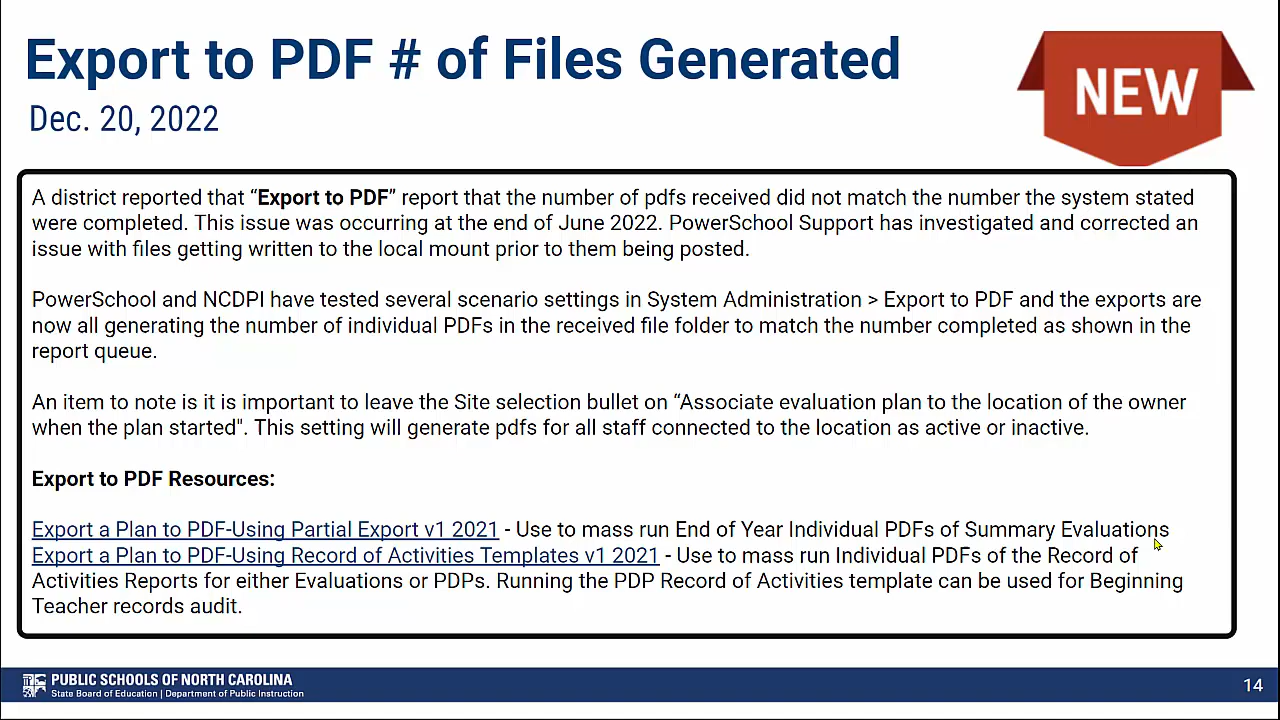 Export to PDF # of Files Generated
NEW
Dec. 20, 2022
A district reported that “Export to PDF” report that the number of pdfs received did not match the number the system stated
were completed. This issue was occurring at the end of June 2022. PowerSchool Support has investigated and corrected an
issue with files getting written to the local mount prior to them being posted.
PowerSchool and NCDPI have tested several scenario settings in System Administration > Export to PDF and the exports are
now all generating the number of individual PDFs in the received file folder to match the number completed as shown in the
report queue.
An item to note is it is important to leave the Site selection bullet on “Associate evaluation plan to the location of the owner
when the plan started". This setting will generate pdfs for all staff connected to the location as active or inactive.
Export to PDF Resources:
Export a Plan to PDF-Using Partial Export v1 2021 - Use to mass run End of Year Individual PDFs of Summary Evaluations
Export a Plan to PDF-Using Record of Activities Templates v1 2021 - Use to mass run Individual PDFs of the Record of
Activities Reports for either Evaluations or PDPs. Running the PDP Record of Activities template can be used for Beginning
Teacher records audit.
PUBLIC SCHOOLS OF NORTH CAROLINA
State Board of Education | Department of Public Instruction
14